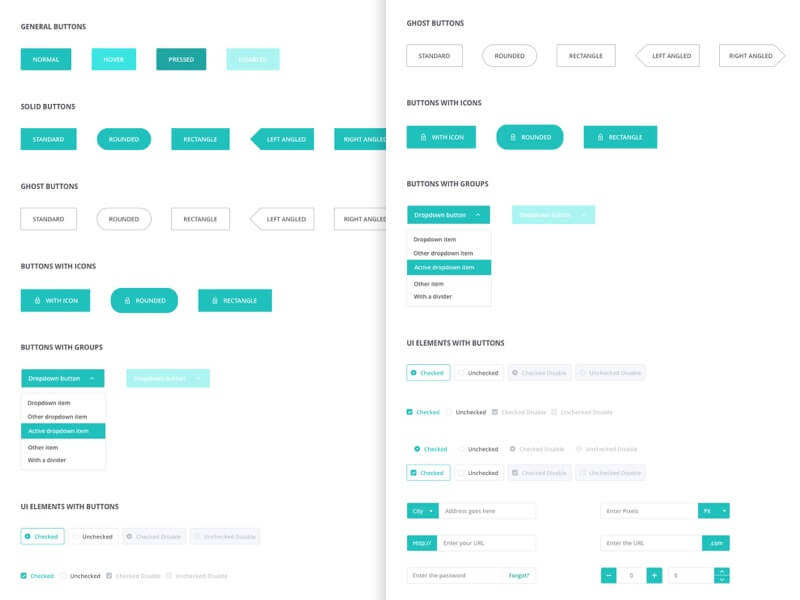 GENERAL BUTTONS
NORMAL HOVER PRESSED DISABLED
SOLID BUTTONS
STANDARD ROUNDED RECTANGLE LEFT ANGLED RIGHT ANGLED
GHOST BUTTONS
STANDARD ROUNDED RECTANGLE LEFT ANGLED RIGHT ANGLED
BUTTONS WITH ICONS
WITH ICON ROUNDED RECTANGLE
BUTTONS WITH GROUPS
Dropdown button Dropdown button
Dropdown item
Other dropdown item
Active dropdown item
Other item
With a divider
UI ELEMENTS WITH BUTTONS
Checked Unchecked Checked Disable Unchecked Disable
Checked Unchecked Checked Disable Unchecked Disable
GHOST BUTTONS
STANDARD ROUNDED RECTANGLE LEFT ANGLED RIGHT ANGLED
BUTTONS WITH ICONS
WITH ICON ROUNDED RECTANGLE
BUTTONS WITH GROUPS
Dropdown button Dropdown button
Dropdown item
Other dropdown item
Active dropdown item
Other item
With a divider
UI ELEMENTS WITH BUTTONS
Checked Unchecked Checked Disable Unchecked Disable
Checked Unchecked Checked Disable Unchecked Disable
Checked Unchecked Checked Disable Unchecked Disable
Checked Unchecked Checked Disable Unchecked Disable
City Address goes here Enter Pixels PX
Http:// Enter your URL Enter the URL .com
Enter the password Forgot? 0 0